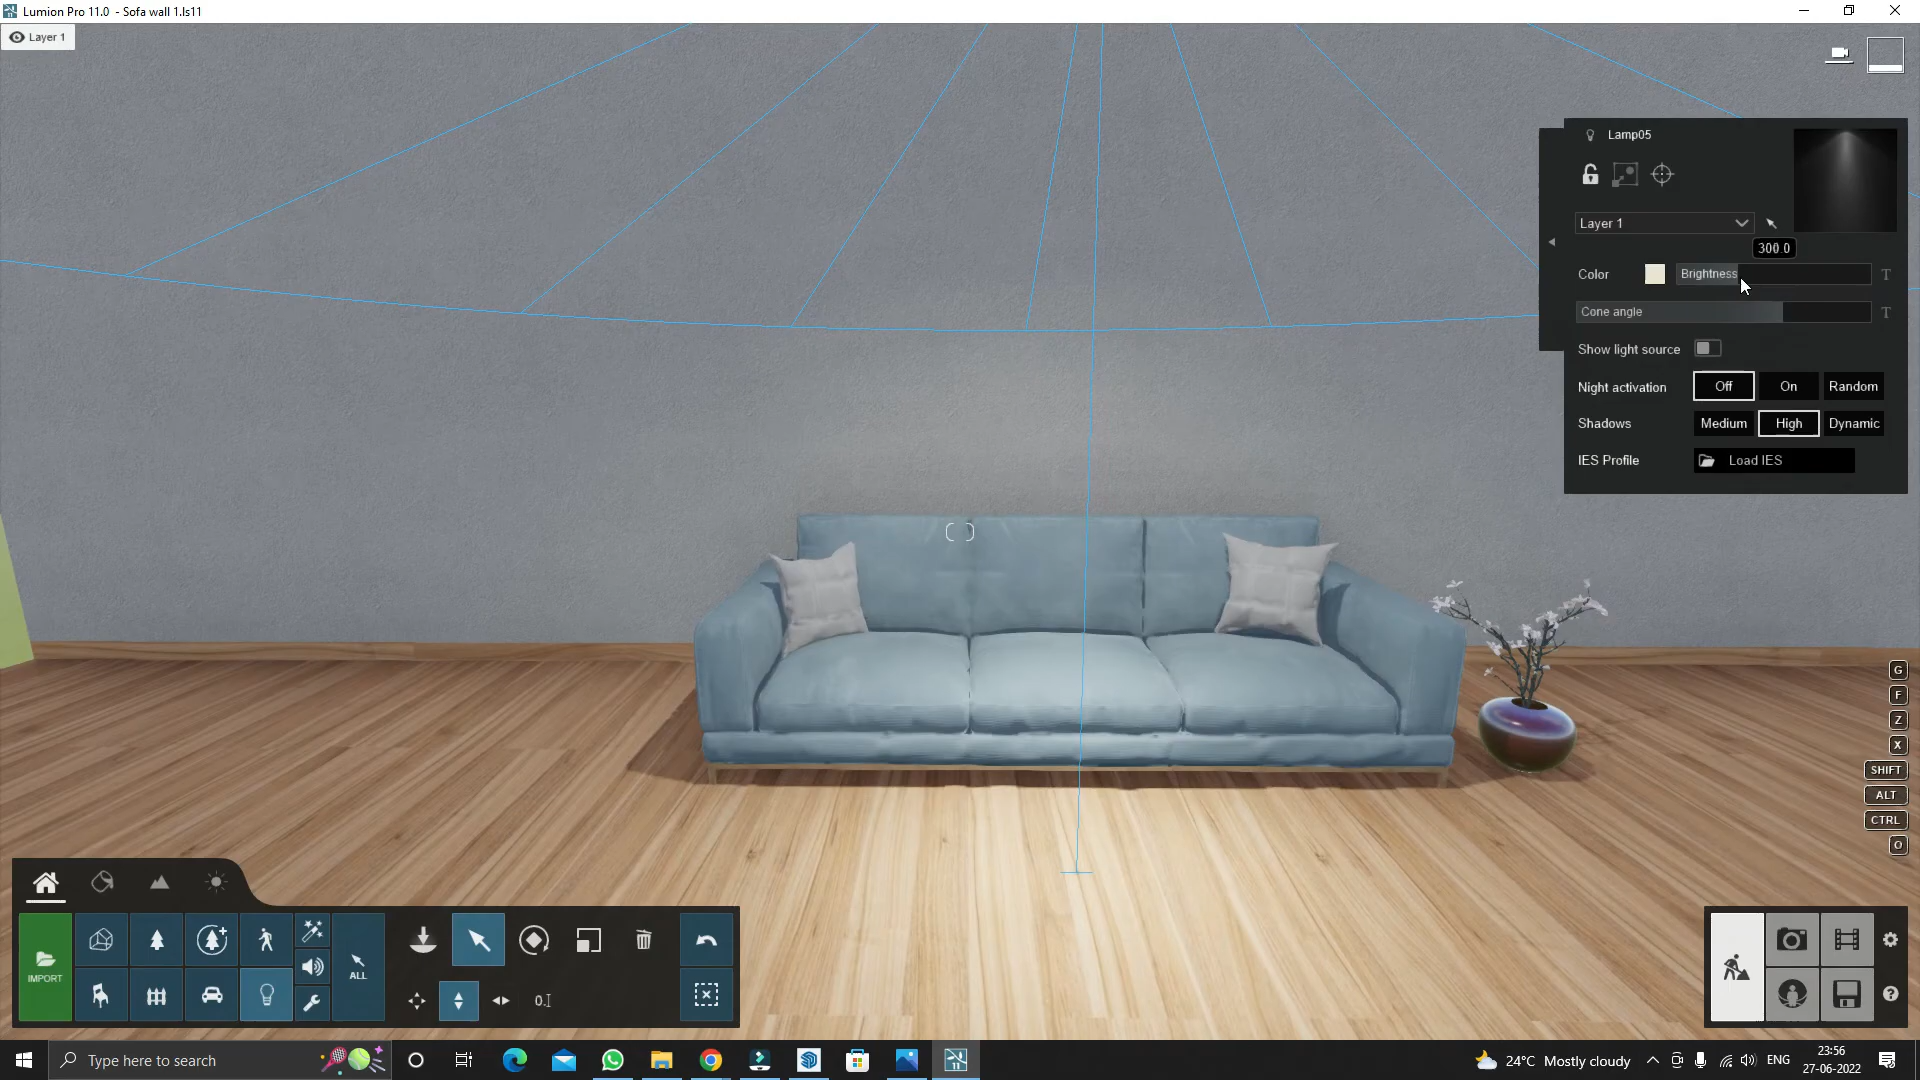 Lumion Pro 11.0 - Sofa wall 1.ls11
Layer 1
Lamp05
Layer 1
300.0
Color
Brightness
T
Cone angle
T
Show light source
Night activation
Off
On
Random
Shadows
Medium
High
Dynamic
IES Profile
Load IES
G
F
Z
X
SHIFT
ALT
CTRL
O
IMPORT
ALL
Type here to search
11
24°C Mostly cloudy
ENG
23:56
27-06-2022